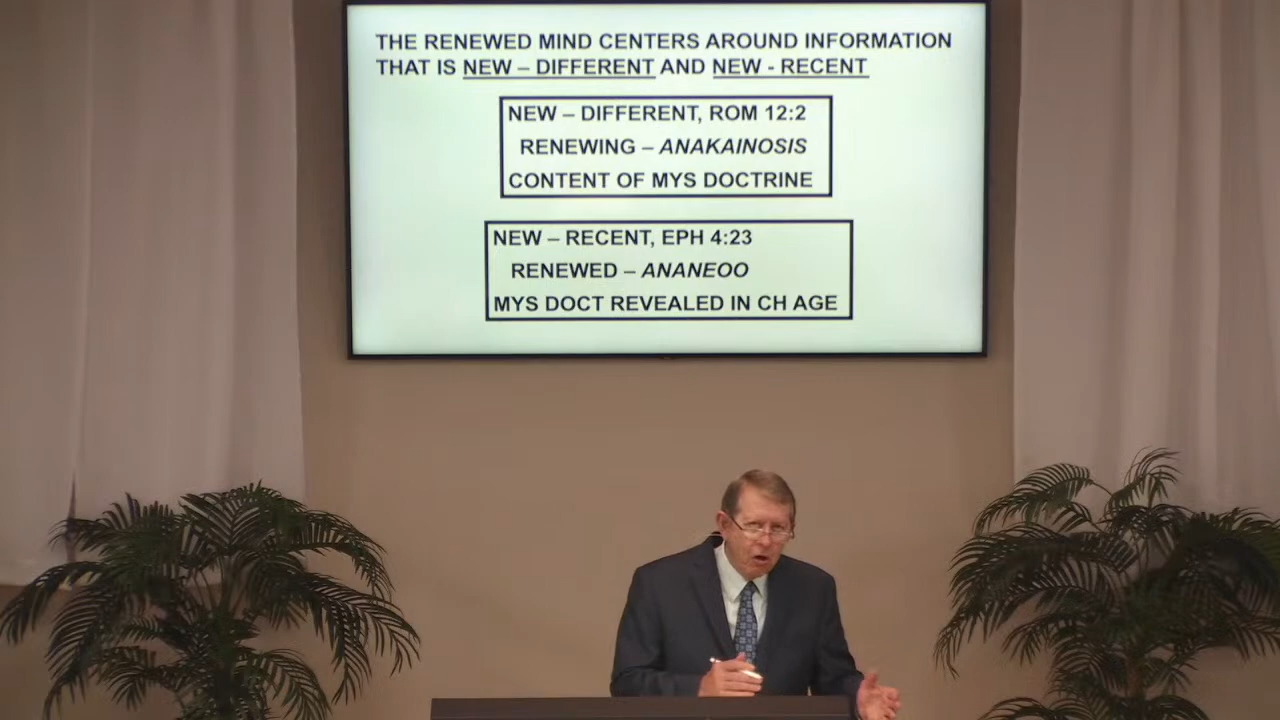 THE RENEWED MIND CENTERS AROUND INFORMATION
THAT IS NEW – DIFFERENT AND NEW - RECENT
NEW – DIFFERENT, ROM 12:2
RENEWING – ANAKAINOSIS
CONTENT OF MYS DOCTRINE
NEW – RECENT, EPH 4:23
RENEWED – ANANEOO
MYS DOCT REVEALED IN CH AGE